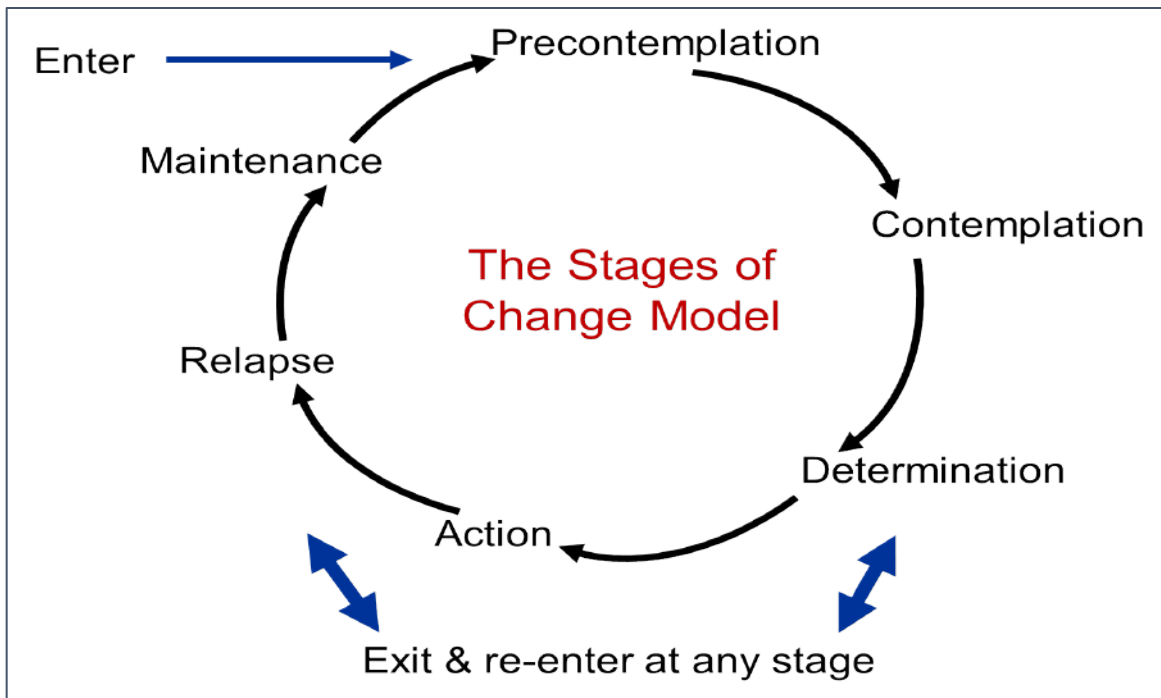 Enter
Precontemplation
Maintenance
Contemplation
The Stages of
Change Model
Relapse
Determination
Action
Exit & re-enter at any stage